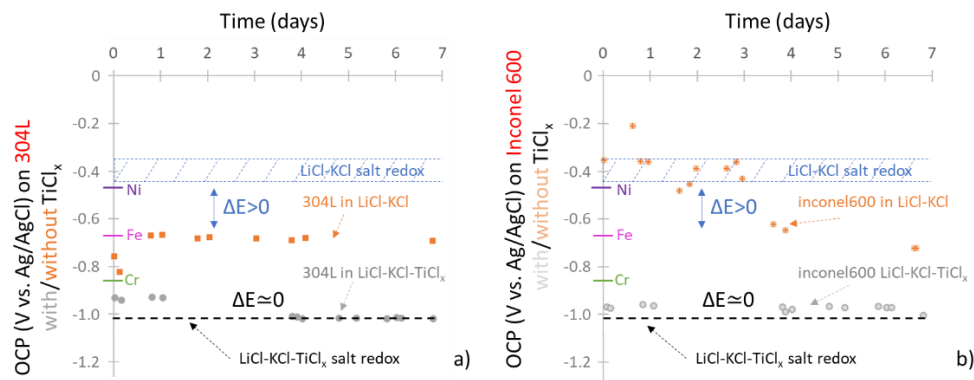 Time (days)
0 1 2 3 4 5 6 7
0
-0.2
-0.4
-0.6
-0.8
-1.0
-1.2
OCP (V vs. Ag/AgCl) on 304L
with/without TiClₓ
LiCl-KCl salt redox
Ni
ΔE>0
304L in LiCl-KCl
Fe
304L in LiCl-KCl-TiClₓ
Cr
ΔE≃0
LiCl-KCl-TiClₓ salt redox
a)
Time (days)
0 1 2 3 4 5 6 7
0
-0.2
-0.4
-0.6
-0.8
-1.0
-1.2
OCP (V vs. Ag/AgCl) on Inconel 600
with/without TiClₓ
LiCl-KCl salt redox
Ni
ΔE>0
inconel600 in LiCl-KCl
Fe
inconel600 LiCl-KCl-TiClₓ
Cr
ΔE≃0
LiCl-KCl-TiClₓ salt redox
b)